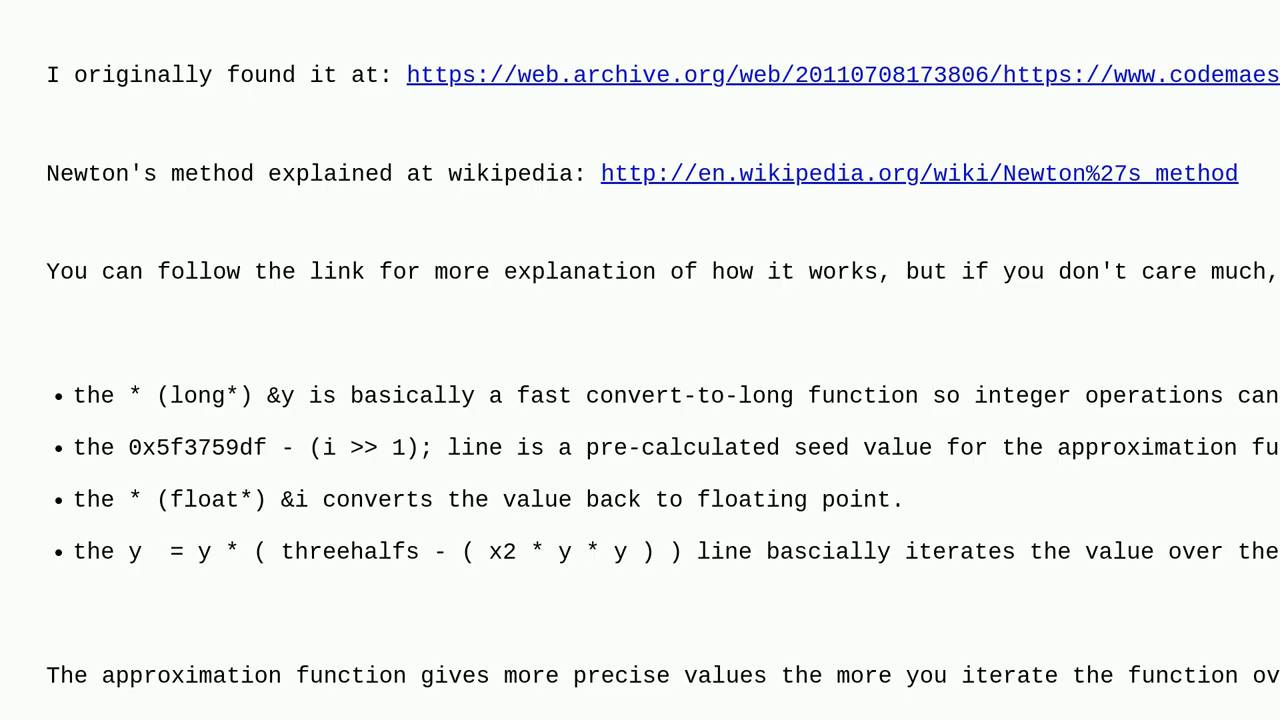 I originally found it at: https://web.archive.org/web/20110708173806/https://www.codemaes
Newton's method explained at wikipedia: http://en.wikipedia.org/wiki/Newton%27s_method
You can follow the link for more explanation of how it works, but if you don't care much,
• the * (long*) &y is basically a fast convert-to-long function so integer operations can
• the 0x5f3759df - (i >> 1); line is a pre-calculated seed value for the approximation fu
• the * (float*) &i converts the value back to floating point.
• the y  = y * ( threehalfs - ( x2 * y * y ) ) line bascially iterates the value over the
The approximation function gives more precise values the more you iterate the function ov